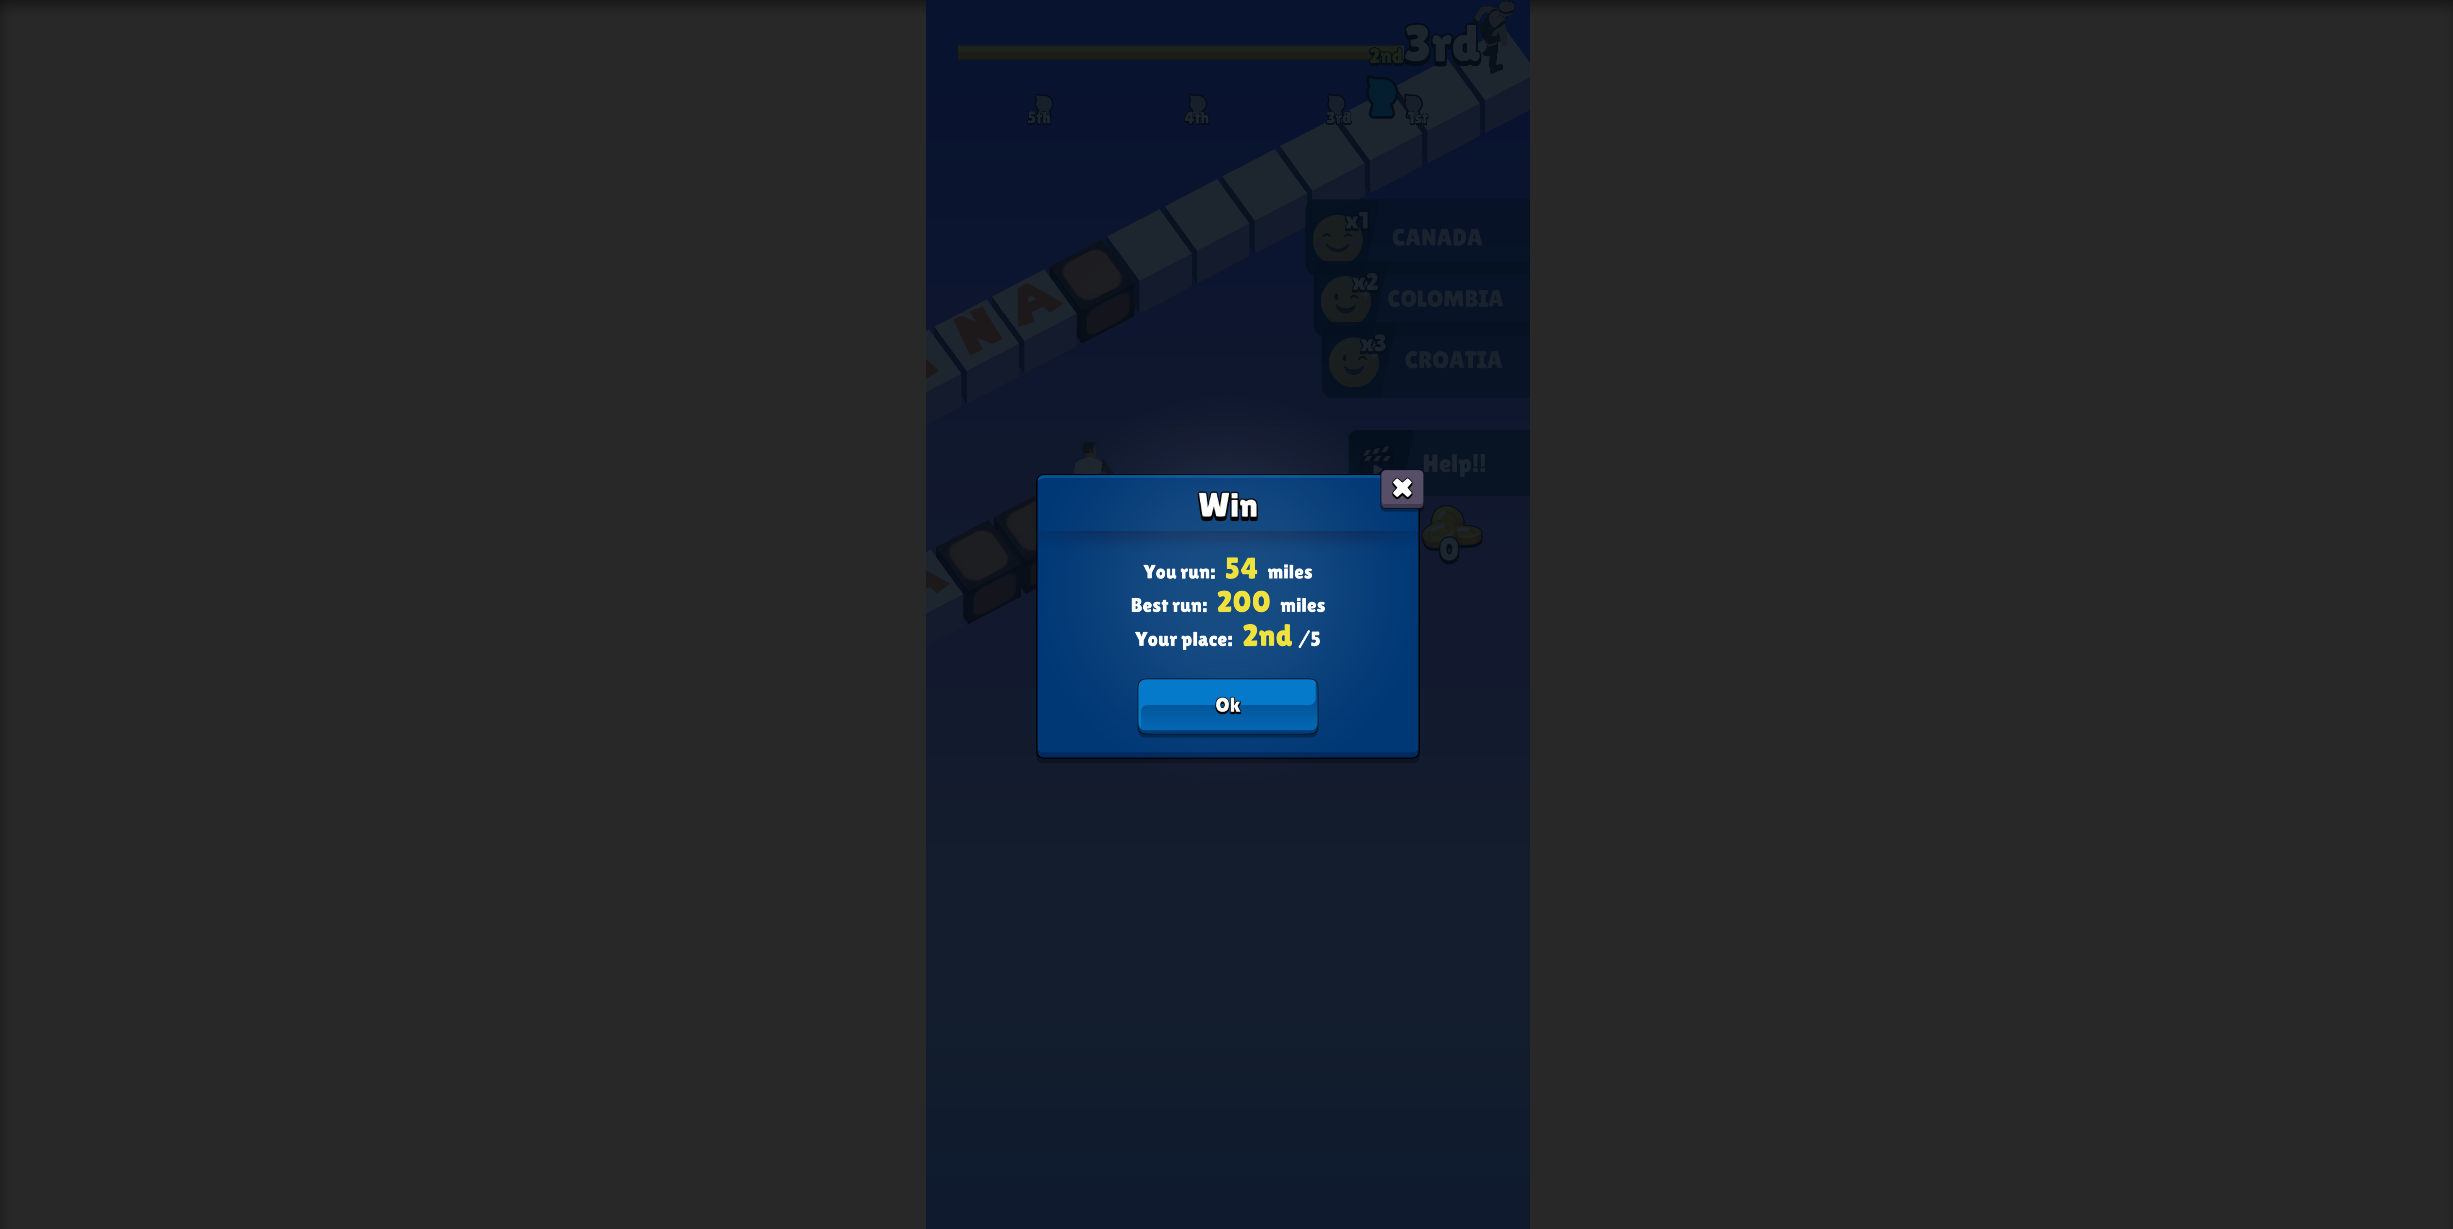 2nd 3rd
5th 4th 3rd 1st
x1 CANADA
x2 COLOMBIA
x3 CROATIA
N A
Help!!
0
Win
You run: 54 miles
Best run: 200 miles
Your place: 2nd /5
Ok